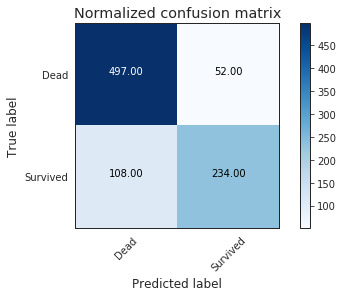 Normalized confusion matrix
True label
Dead
497.00
52.00
Survived
108.00
234.00
Dead
Survived
Predicted label
450
400
350
300
250
200
150
100